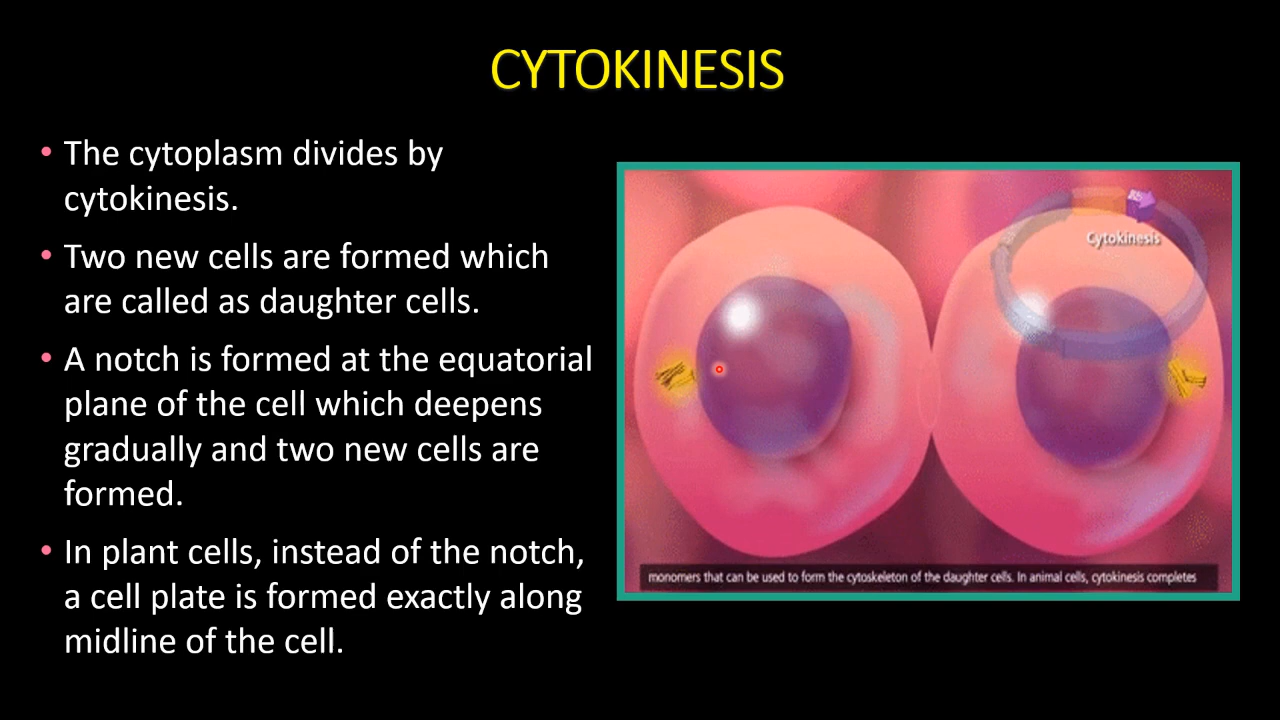 CYTOKINESIS
• The cytoplasm divides by
cytokinesis.
• Two new cells are formed which
are called as daughter cells.
• A notch is formed at the equatorial
plane of the cell which deepens
gradually and two new cells are
formed.
• In plant cells, instead of the notch,
a cell plate is formed exactly along
midline of the cell.
Cytokinesis
monomers that can be used to form the cytoskeleton of the daughter cells. In animal cells, cytokinesis completes